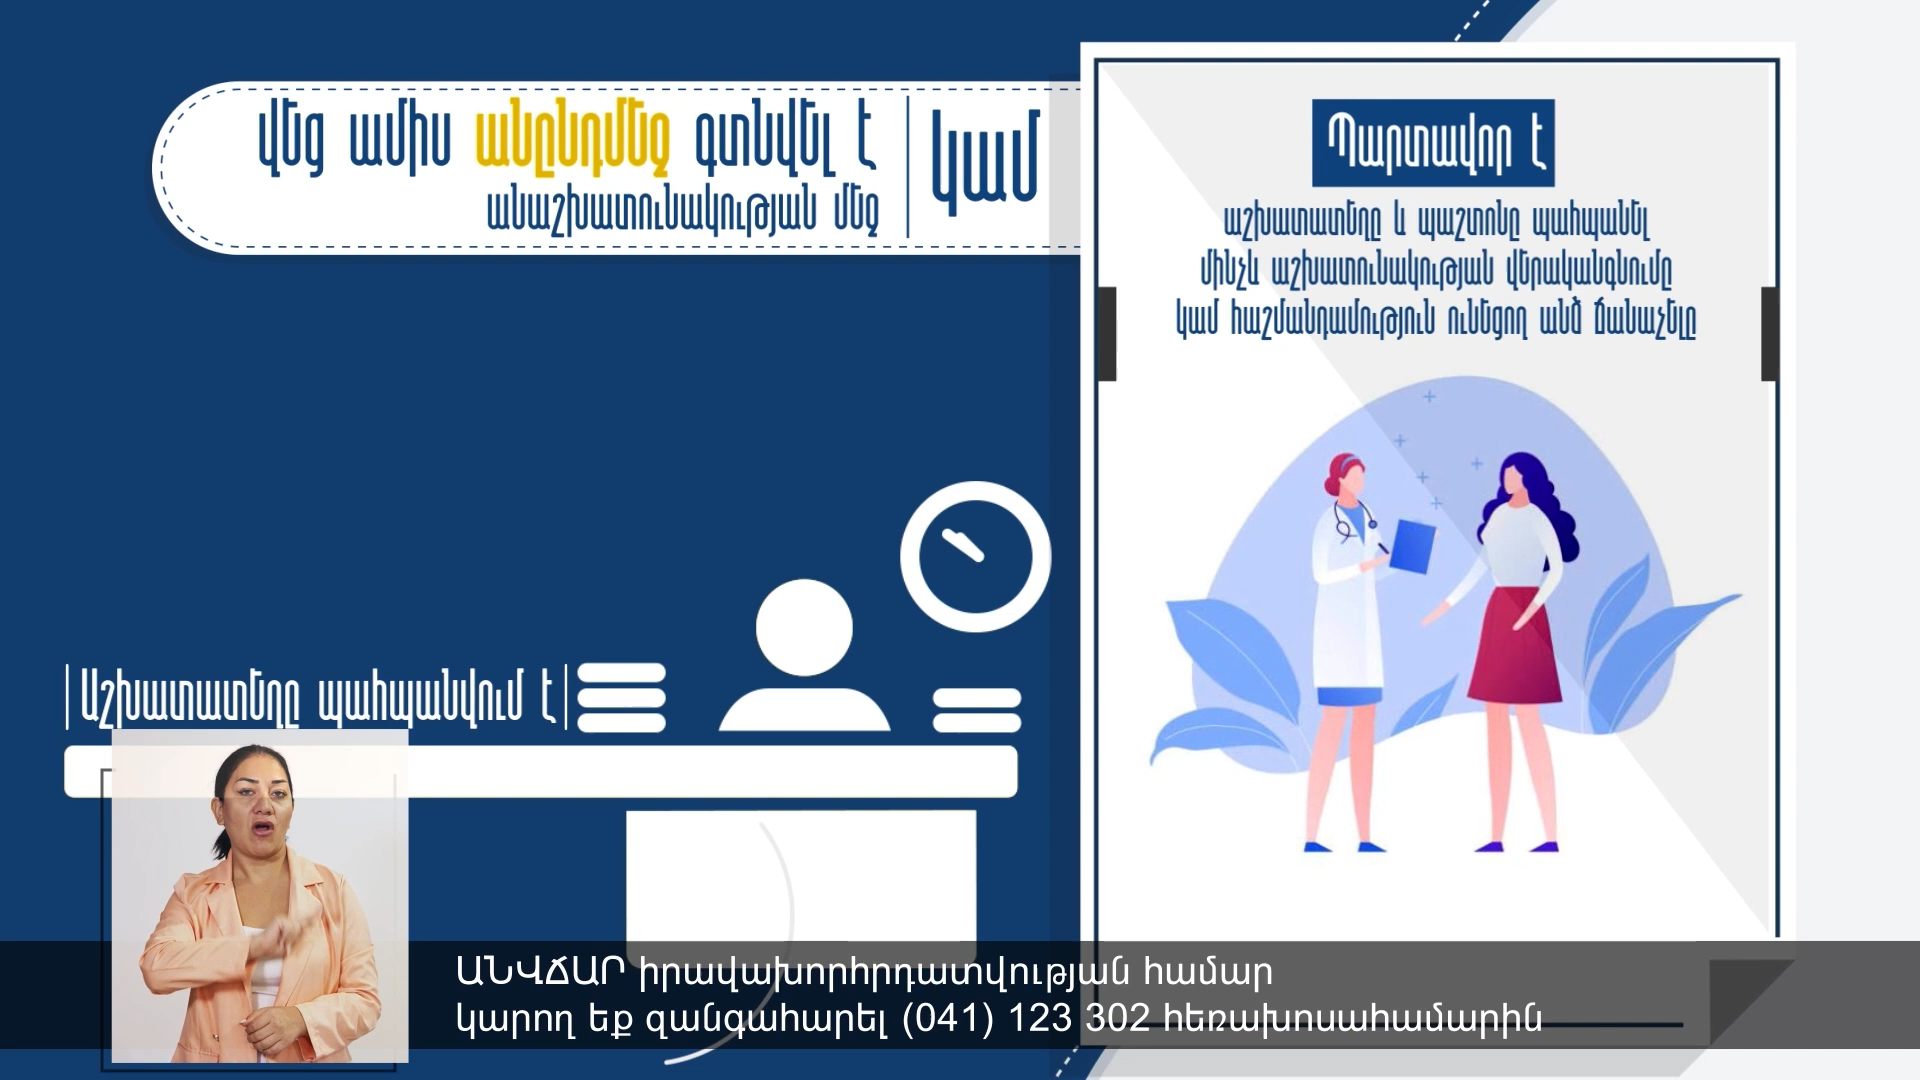 վեց ամիս անընդմեջ գտնվել է
անաշխատունակության մեջ
կամ
Պարտավոր է
աշխատատեղը և պաշտոնը պահպանել
մինչև աշխատունակության վերականգնումը
կամ հաշմանդամություն ունեցող անձ ճանաչելը
Աշխատատեղը պահպանվում է
ԱՆՎՃԱՐ իրավախորհրդատվության համար
կարող եք զանգահարել (041) 123 302 հեռախոսահամարին